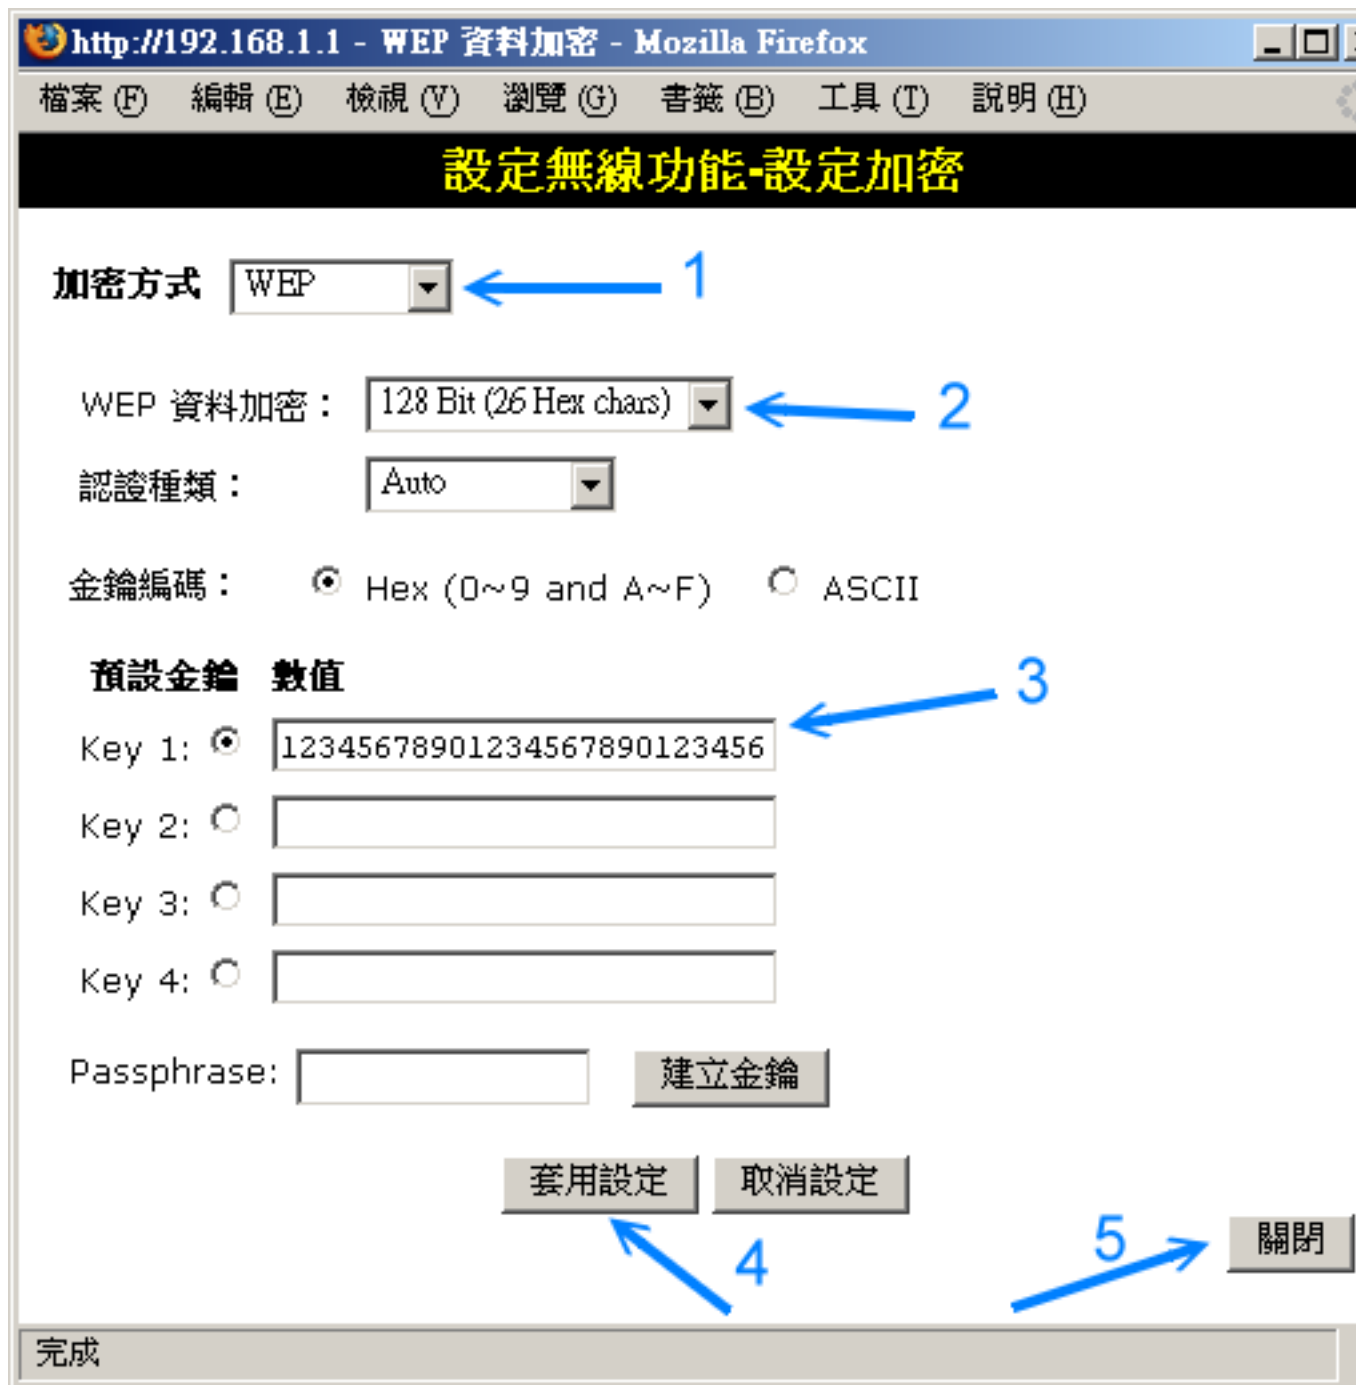 http://192.168.1.1 - WEP 資料加密 - Mozilla Firefox
檔案 (F) 編輯 (E) 檢視 (V) 瀏覽 (G) 書籤 (B) 工具 (T) 說明 (H)
設定無線功能-設定加密
加密方式 WEP 1
WEP 資料加密： 128 Bit (26 Hex chars) 2
認證種類： Auto
金鑰編碼： Hex (0~9 and A~F) ASCII
預設金鑰 數值 3
Key 1: 12345678901234567890123456
Key 2:
Key 3:
Key 4:
Passphrase: 建立金鑰
套用設定 取消設定
4 5 關閉
完成